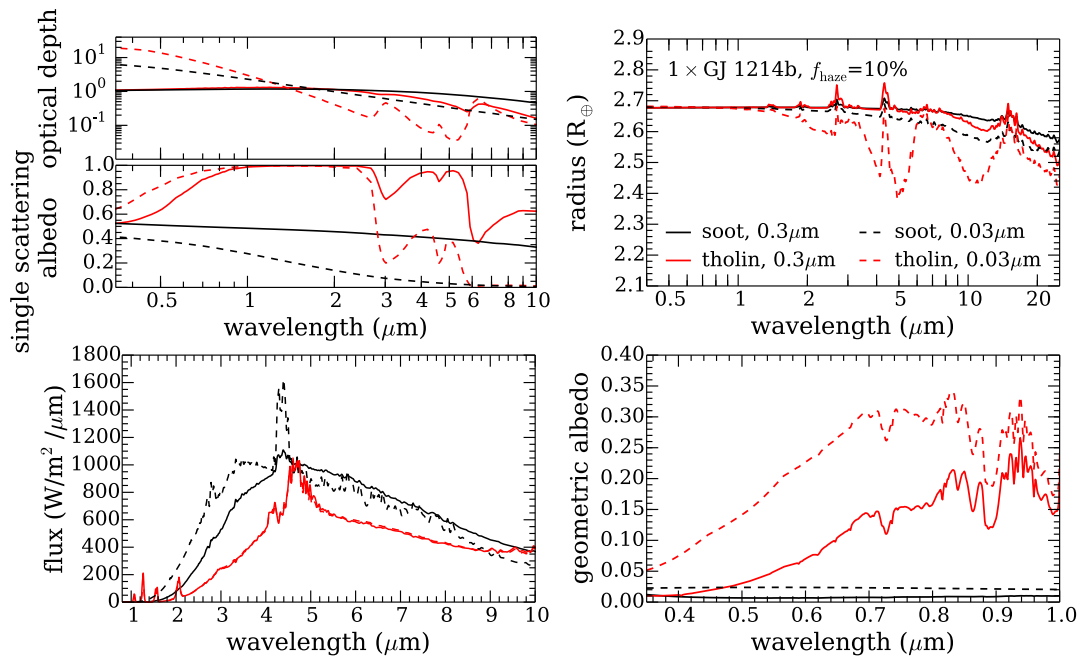 optical depth
10¹
10⁰
10⁻¹
single scattering
albedo
1.0
0.8
0.6
0.4
0.2
0.0
0.5 1 2 3 4 5 6 8 10
wavelength (μm)
radius (R⊕)
2.9
2.8
2.7
2.6
2.5
2.4
2.3
2.2
2.1
1 × GJ 1214b, f_haze=10%
soot, 0.3μm soot, 0.03μm
tholin, 0.3μm tholin, 0.03μm
0.5 1 2 5 10 20
wavelength (μm)
flux (W/m² /μm)
1800
1600
1400
1200
1000
800
600
400
200
0
1 2 3 4 5 6 7 8 9 10
wavelength (μm)
geometric albedo
0.40
0.35
0.30
0.25
0.20
0.15
0.10
0.05
0.00
0.4 0.5 0.6 0.7 0.8 0.9 1.0
wavelength (μm)